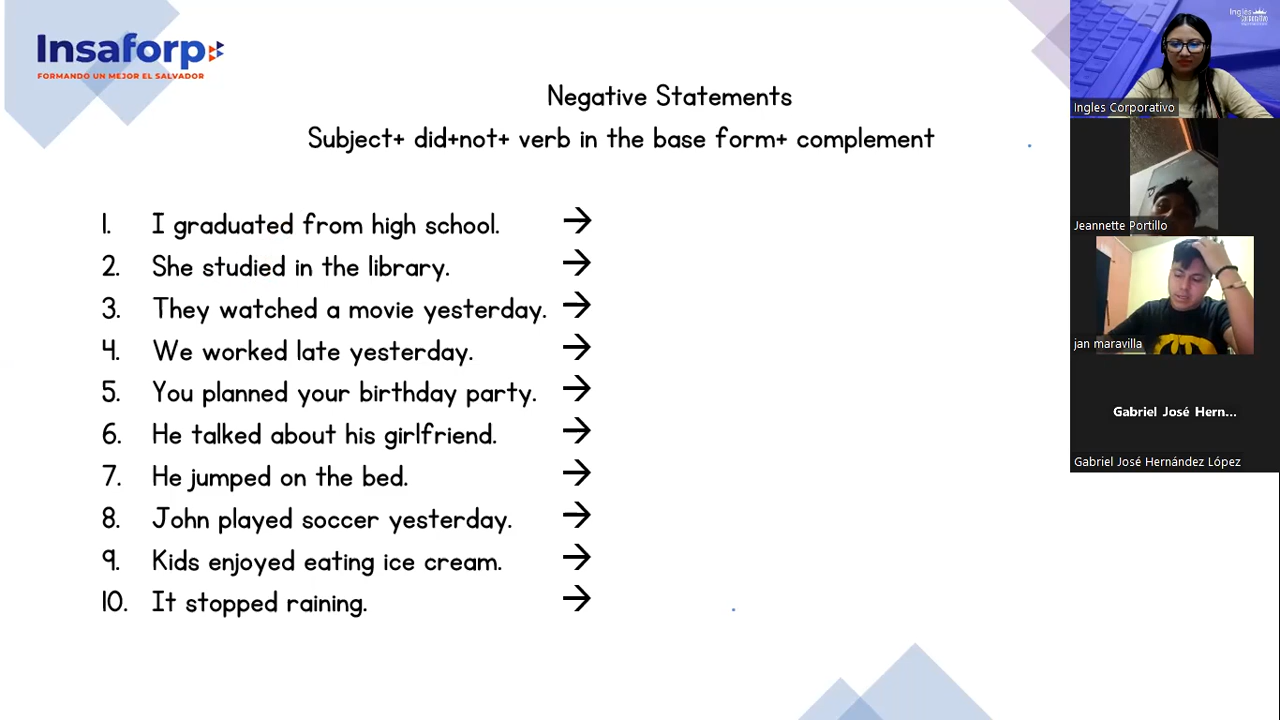 Insaforp
FORMANDO UN MEJOR EL SALVADOR
Negative Statements
Subject+ did+not+ verb in the base form+ complement
1. I graduated from high school. →
2. She studied in the library. →
3. They watched a movie yesterday. →
4. We worked late yesterday. →
5. You planned your birthday party. →
6. He talked about his girlfriend. →
7. He jumped on the bed. →
8. John played soccer yesterday. →
9. Kids enjoyed eating ice cream. →
10. It stopped raining. →
Inglés
Ingles Corporativo
Jeannette Portillo
jan maravilla
Gabriel José Hern...
Gabriel José Hernández López